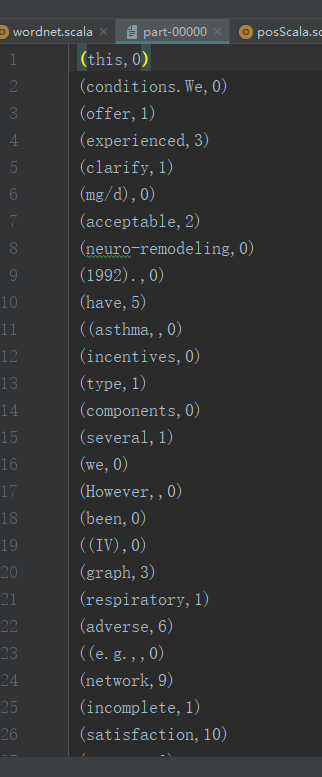 wordnet.scala part-00000 posScala.sc
1 (this,0)
2 (conditions.We,0)
3 (offer,1)
4 (experienced,3)
5 (clarify,1)
6 (mg/d),0)
7 (acceptable,2)
8 (neuro-remodeling,0)
9 (1992).,0)
10 (have,5)
11 ((asthma,,0)
12 (incentives,0)
13 (type,1)
14 (components,0)
15 (several,1)
16 (we,0)
17 (However,,0)
18 (been,0)
19 ((IV),0)
20 (graph,3)
21 (respiratory,1)
22 (adverse,6)
23 ((e.g.,,0)
24 (network,9)
25 (incomplete,1)
26 (satisfaction,10)